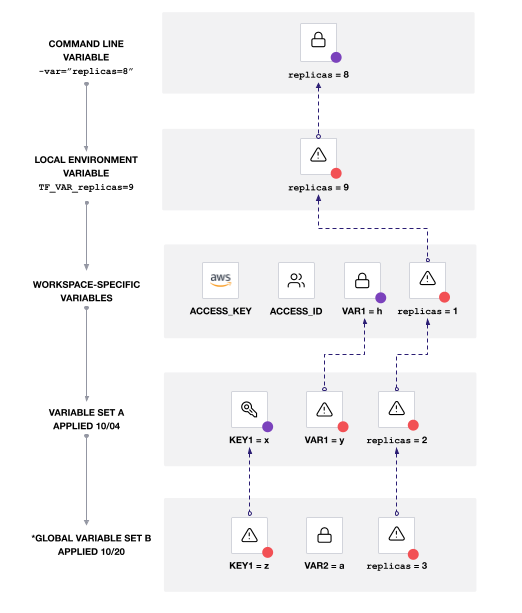 COMMAND LINE
VARIABLE
-var="replicas=8"
replicas = 8
LOCAL ENVIRONMENT
VARIABLE
TF_VAR_replicas=9
replicas = 9
WORKSPACE-SPECIFIC
VARIABLES
aws
ACCESS_KEY
ACCESS_ID
VAR1 = h
replicas = 1
VARIABLE SET A
APPLIED 10/04
KEY1 = x
VAR1 = y
replicas = 2
*GLOBAL VARIABLE SET B
APPLIED 10/20
KEY1 = z
VAR2 = a
replicas = 3